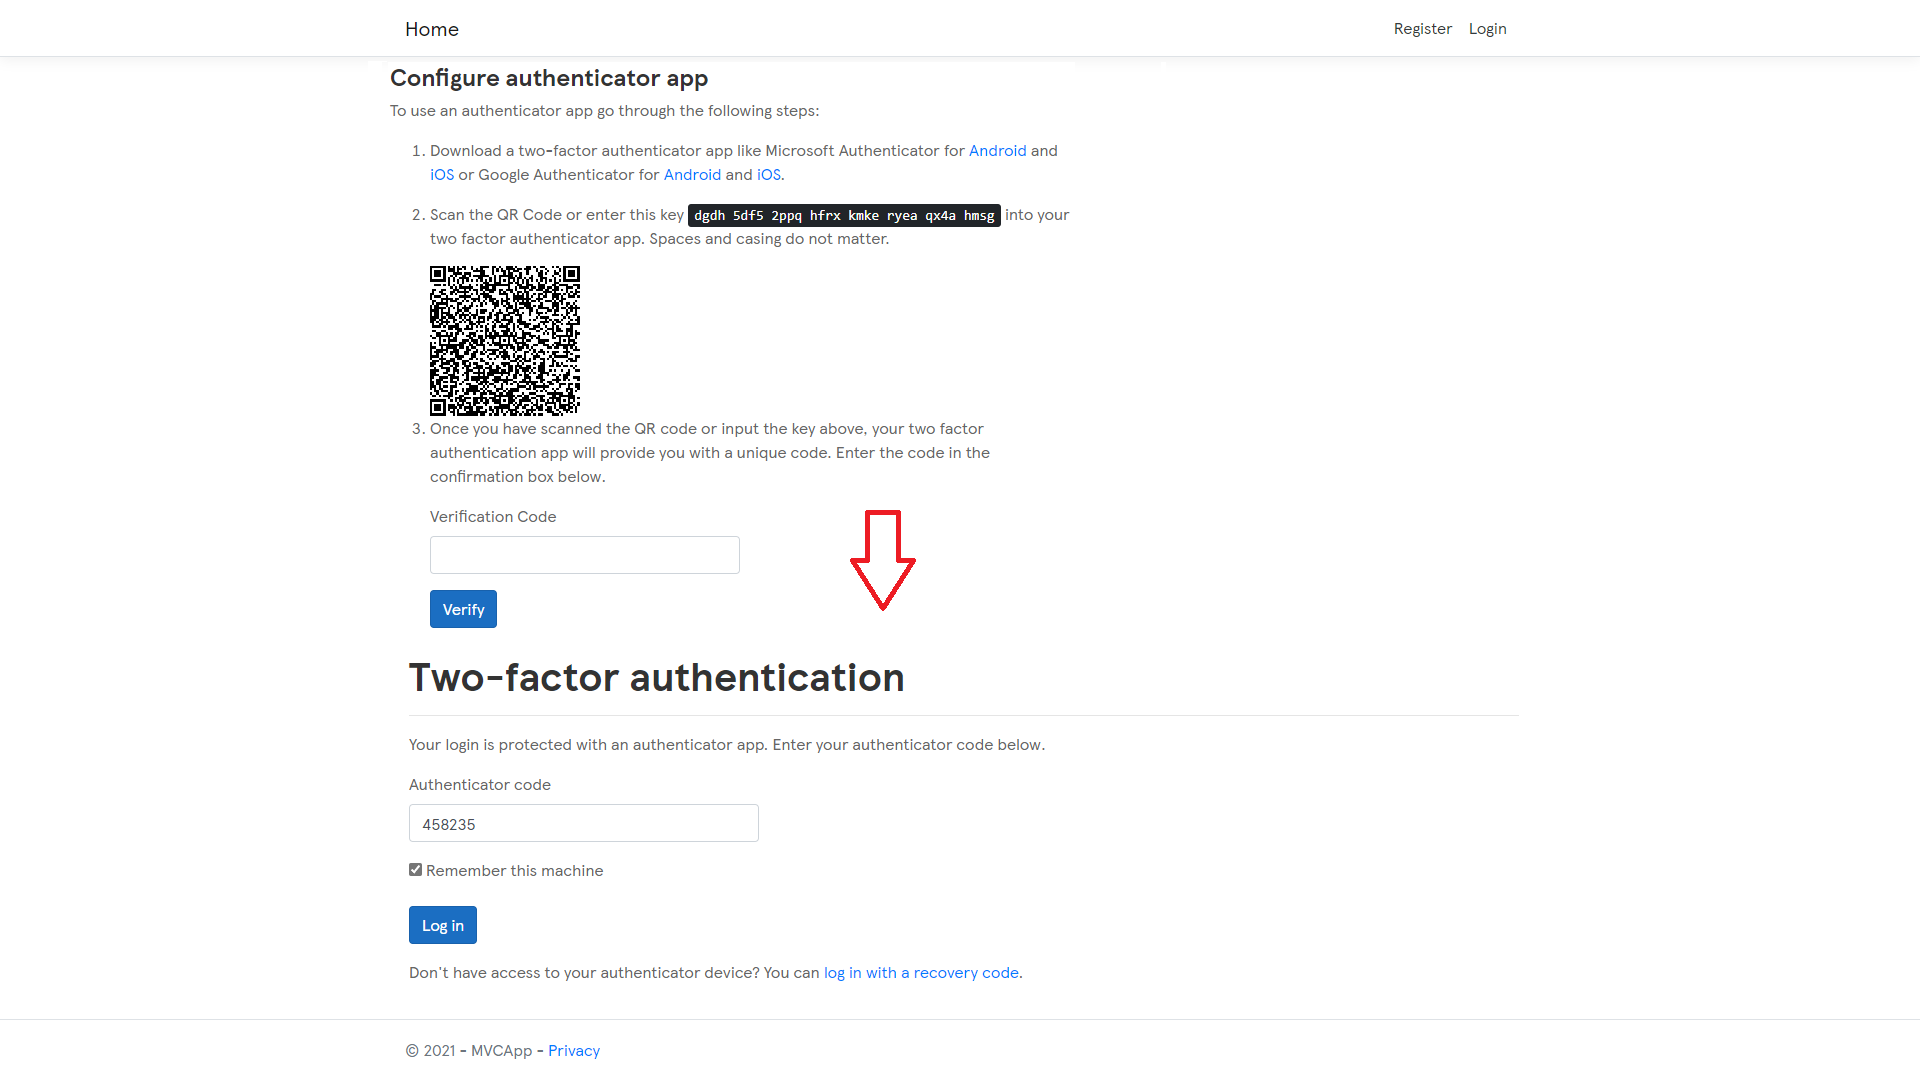 Home
Register
Login
Configure authenticator app
To use an authenticator app go through the following steps:
1. Download a two-factor authenticator app like Microsoft Authenticator for Android and
iOS or Google Authenticator for Android and iOS.
2. Scan the QR Code or enter this key dgdh 5df5 2ppq hfrx kmke ryea qx4a hmsg into your
two factor authenticator app. Spaces and casing do not matter.
3. Once you have scanned the QR code or input the key above, your two factor
authentication app will provide you with a unique code. Enter the code in the
confirmation box below.
Verification Code
Verify
Two-factor authentication
Your login is protected with an authenticator app. Enter your authenticator code below.
Authenticator code
458235
Remember this machine
Log in
Don't have access to your authenticator device? You can log in with a recovery code.
© 2021 - MVCApp - Privacy